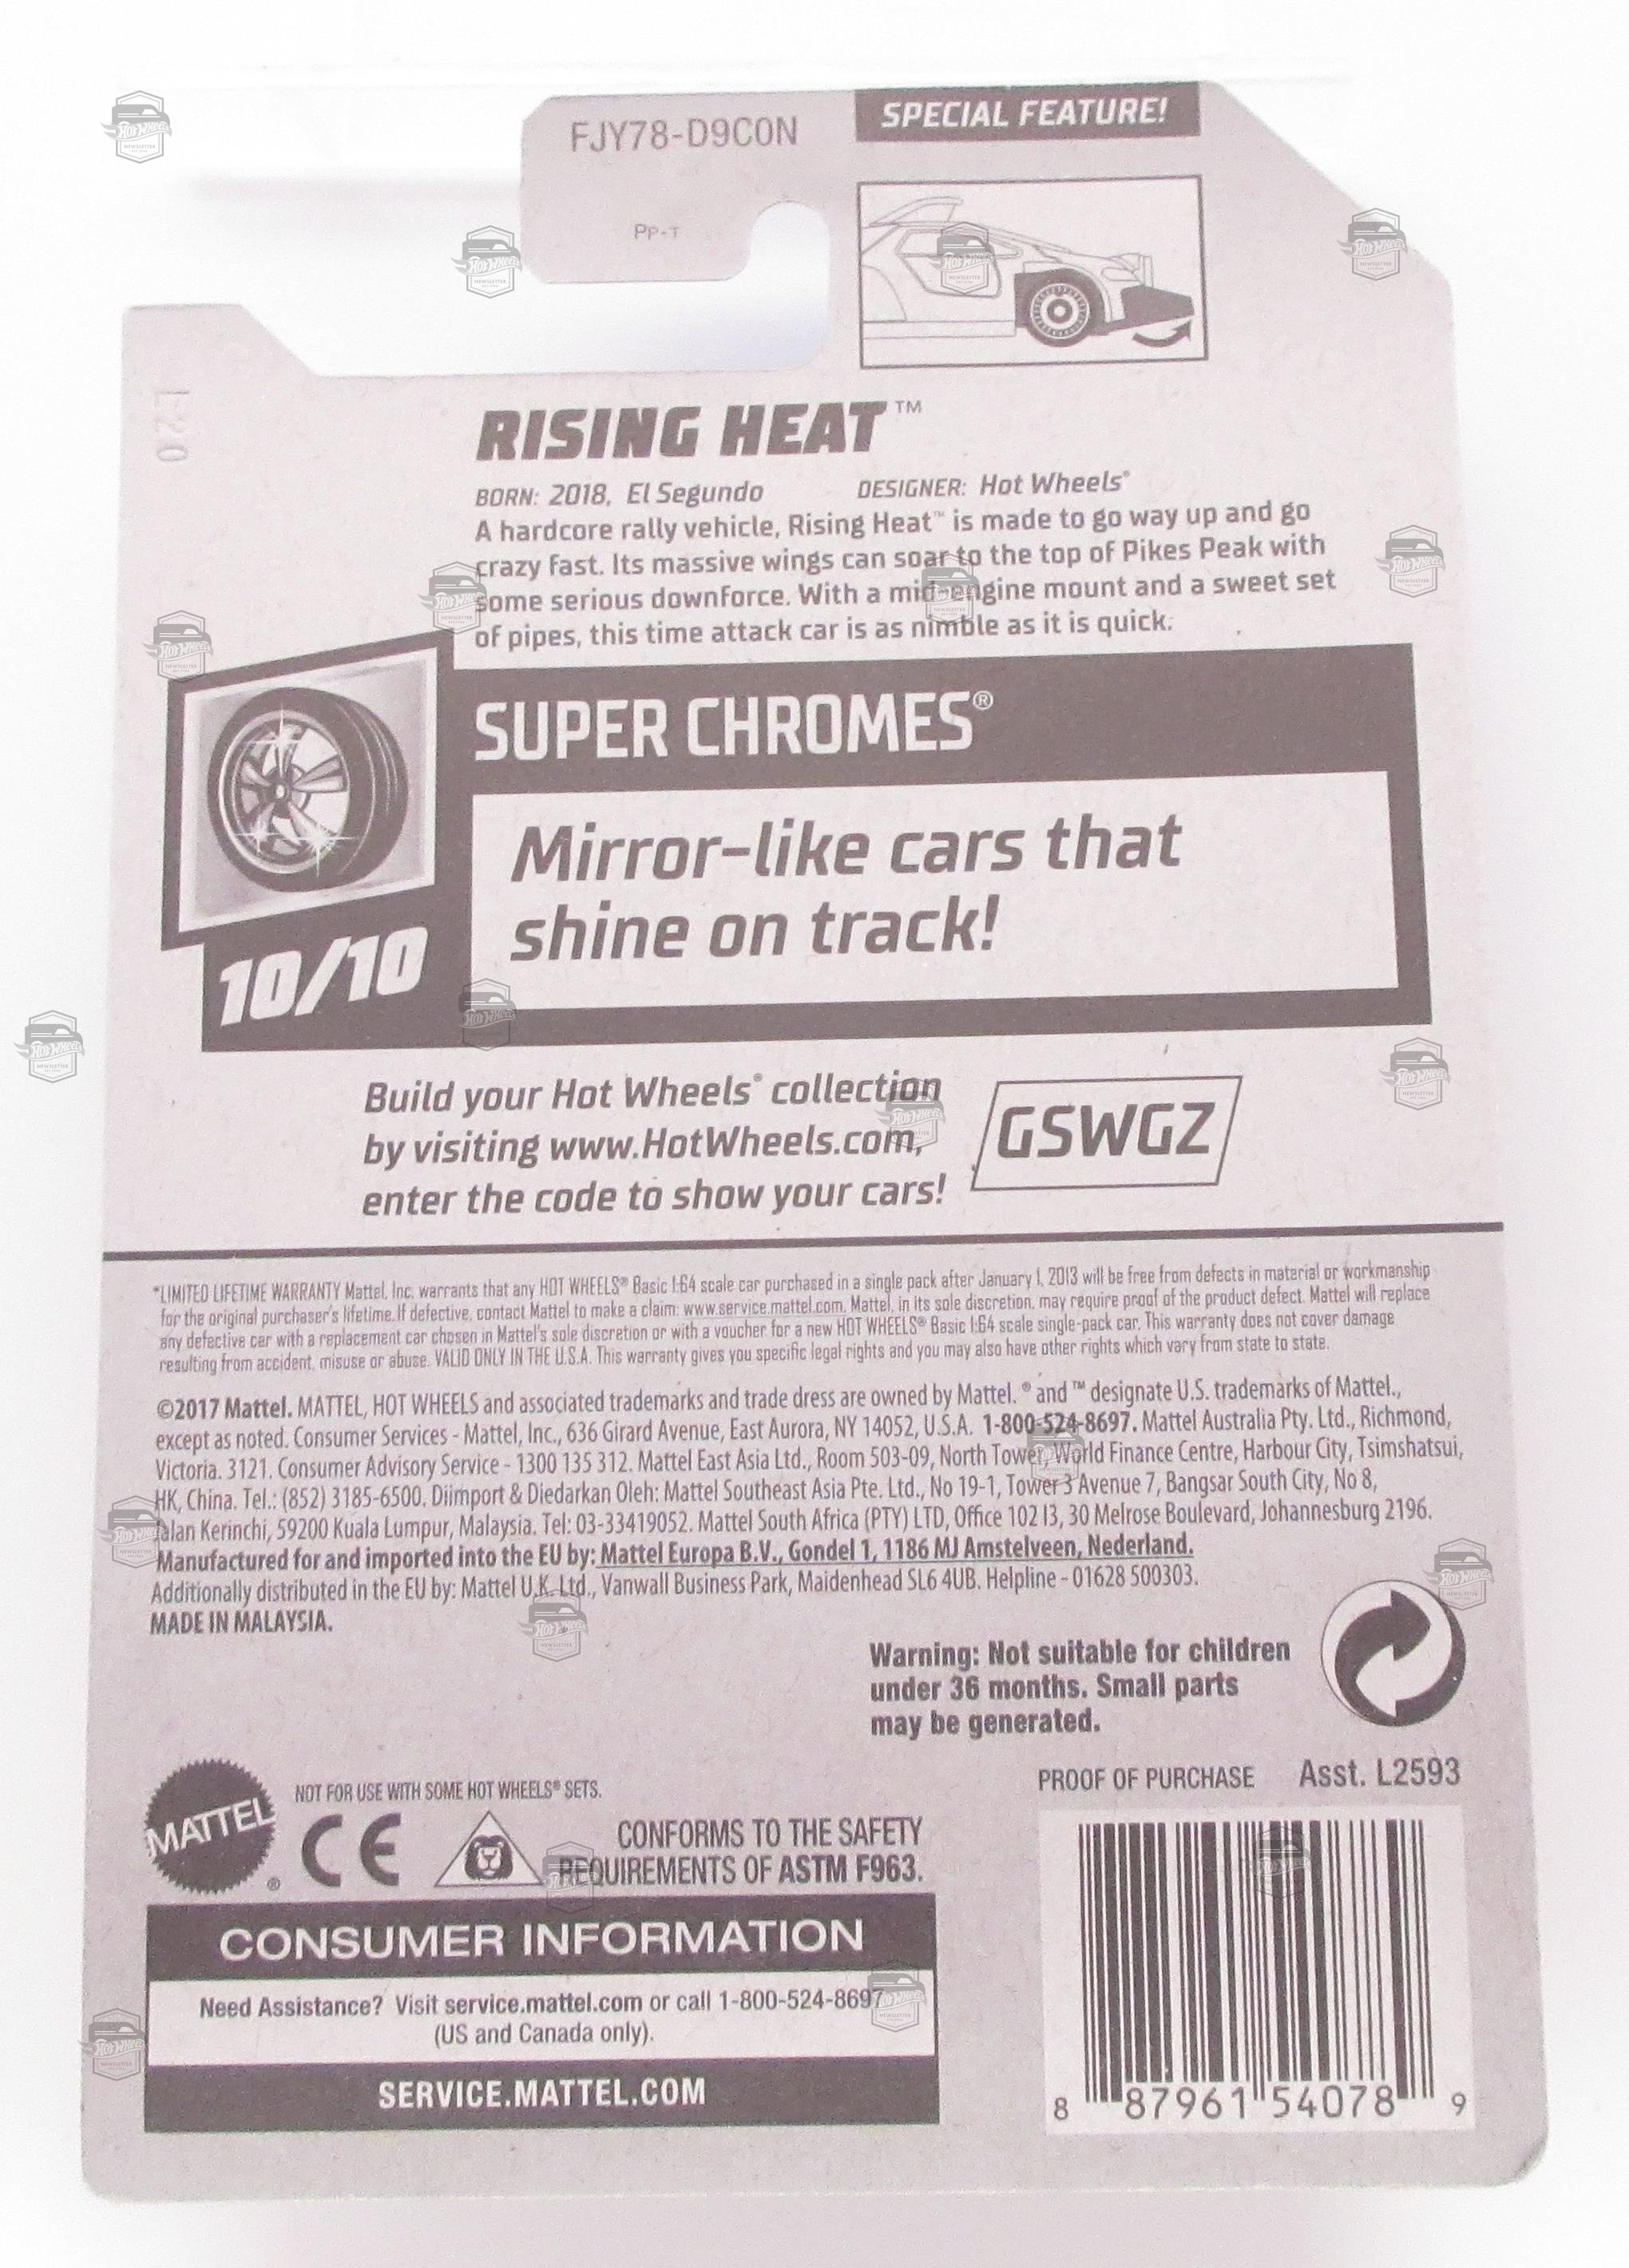 FJY78-D9C0N
SPECIAL FEATURE!
PP-T
L20
RISING HEAT™
BORN: 2018, El Segundo DESIGNER: Hot Wheels®
A hardcore rally vehicle, Rising Heat™ is made to go way up and go
crazy fast. Its massive wings can soar to the top of Pikes Peak with
some serious downforce. With a mid-engine mount and a sweet set
of pipes, this time attack car is as nimble as it is quick.
SUPER CHROMES®
Mirror-like cars that
shine on track!
10/10
Build your Hot Wheels® collection
by visiting www.HotWheels.com,
enter the code to show your cars!
GSWGZ
*LIMITED LIFETIME WARRANTY Mattel, Inc. warrants that any HOT WHEELS® Basic 1:64 scale car purchased in a single pack after January 1, 2013 will be free from defects in material or workmanship
for the original purchaser's lifetime. If defective, contact Mattel to make a claim: www.service.mattel.com. Mattel, in its sole discretion, may require proof of the product defect. Mattel will replace
any defective car with a replacement car chosen in Mattel's sole discretion or with a voucher for a new HOT WHEELS® Basic 1:64 scale single-pack car. This warranty does not cover damage
resulting from accident, misuse or abuse. VALID ONLY IN THE U.S.A. This warranty gives you specific legal rights and you may also have other rights which vary from state to state.
©2017 Mattel. MATTEL, HOT WHEELS and associated trademarks and trade dress are owned by Mattel. ® and ™ designate U.S. trademarks of Mattel.,
except as noted. Consumer Services - Mattel, Inc., 636 Girard Avenue, East Aurora, NY 14052, U.S.A. 1-800-524-8697. Mattel Australia Pty. Ltd., Richmond,
Victoria. 3121. Consumer Advisory Service - 1300 135 312. Mattel East Asia Ltd., Room 503-09, North Tower, World Finance Centre, Harbour City, Tsimshatsui,
HK, China. Tel.: (852) 3185-6500. Diimport & Diedarkan Oleh: Mattel Southeast Asia Pte. Ltd., No 19-1, Tower 3 Avenue 7, Bangsar South City, No 8,
Jalan Kerinchi, 59200 Kuala Lumpur, Malaysia. Tel: 03-33419052. Mattel South Africa (PTY) LTD, Office 102 I3, 30 Melrose Boulevard, Johannesburg 2196.
Manufactured for and imported into the EU by: Mattel Europa B.V., Gondel 1, 1186 MJ Amstelveen, Nederland.
Additionally distributed in the EU by: Mattel U.K. Ltd., Vanwall Business Park, Maidenhead SL6 4UB. Helpline - 01628 500303.
MADE IN MALAYSIA.
Warning: Not suitable for children
under 36 months. Small parts
may be generated.
PROOF OF PURCHASE Asst. L2593
NOT FOR USE WITH SOME HOT WHEELS® SETS.
MATTEL®
CE
CONFORMS TO THE SAFETY
REQUIREMENTS OF ASTM F963.
CONSUMER INFORMATION
Need Assistance? Visit service.mattel.com or call 1-800-524-8697
(US and Canada only).
SERVICE.MATTEL.COM
8 87961 54078 9